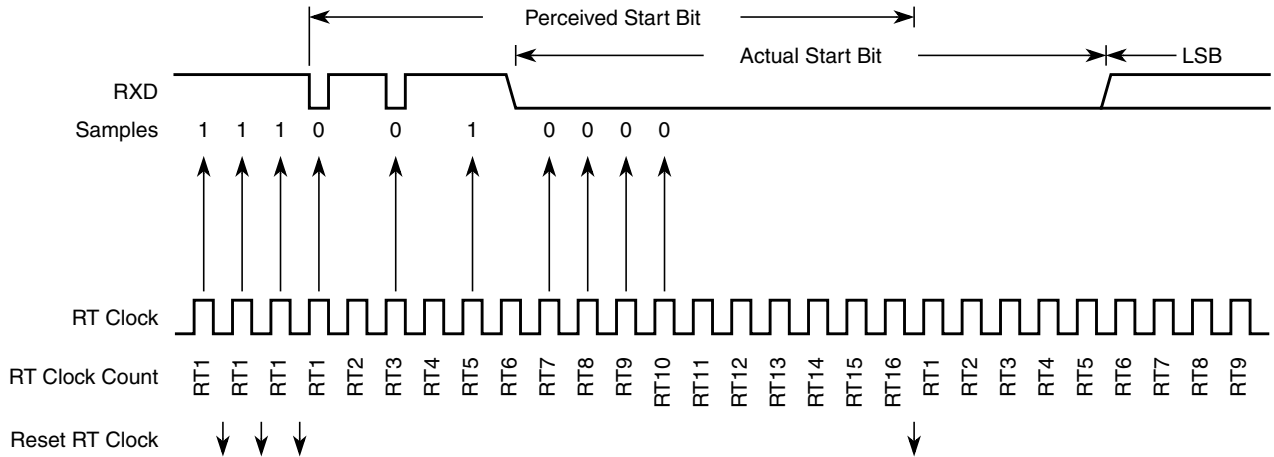 Perceived Start Bit
Actual Start Bit LSB
RXD
Samples 1 1 1 0 0 1 0 0 0 0
RT Clock
RT Clock Count RT1 RT1 RT1 RT1 RT2 RT3 RT4 RT5 RT6 RT7 RT8 RT9 RT10 RT11 RT12 RT13 RT14 RT15 RT16 RT1 RT2 RT3 RT4 RT5 RT6 RT7 RT8 RT9
Reset RT Clock